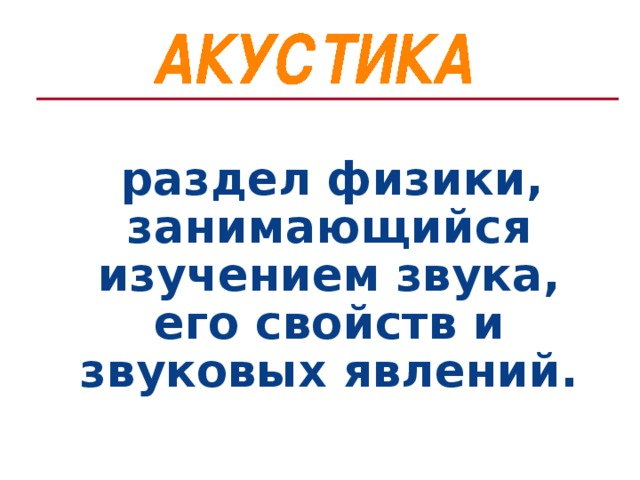 АКУСТИКА
раздел физики,
занимающийся
изучением звука,
его свойств и
звуковых явлений.